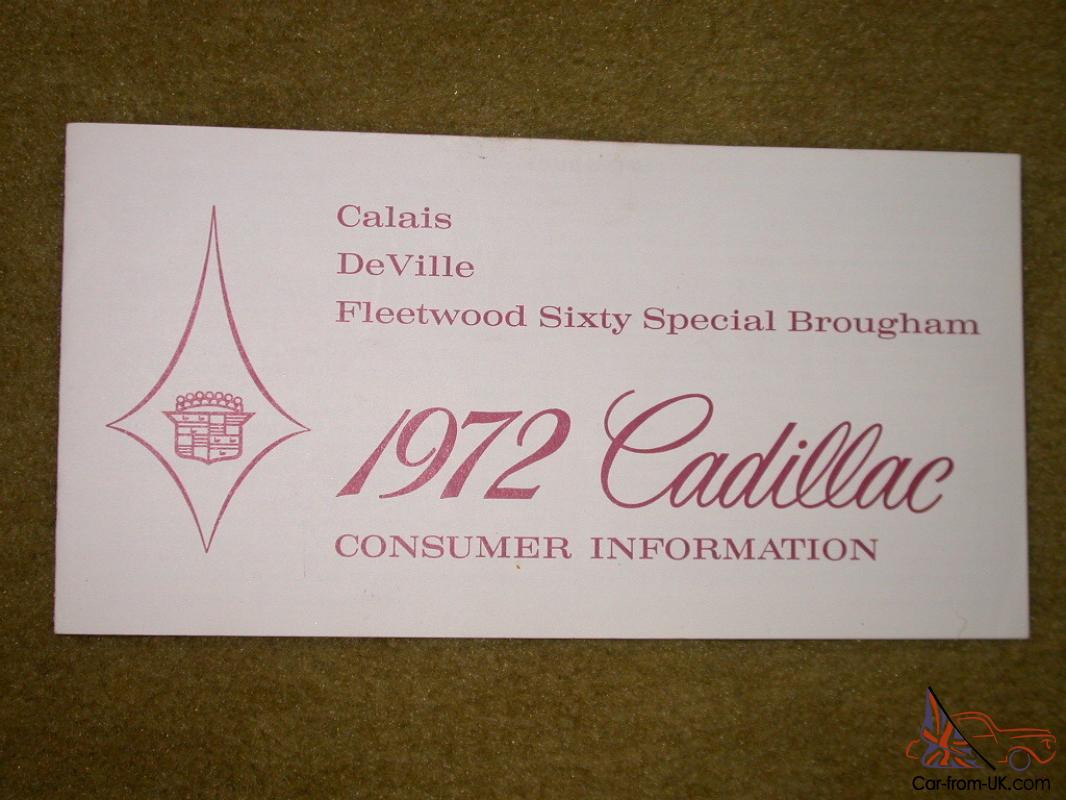 Calais
DeVille
Fleetwood Sixty Special Brougham
1972 Cadillac
CONSUMER INFORMATION
Car-from-UK.com